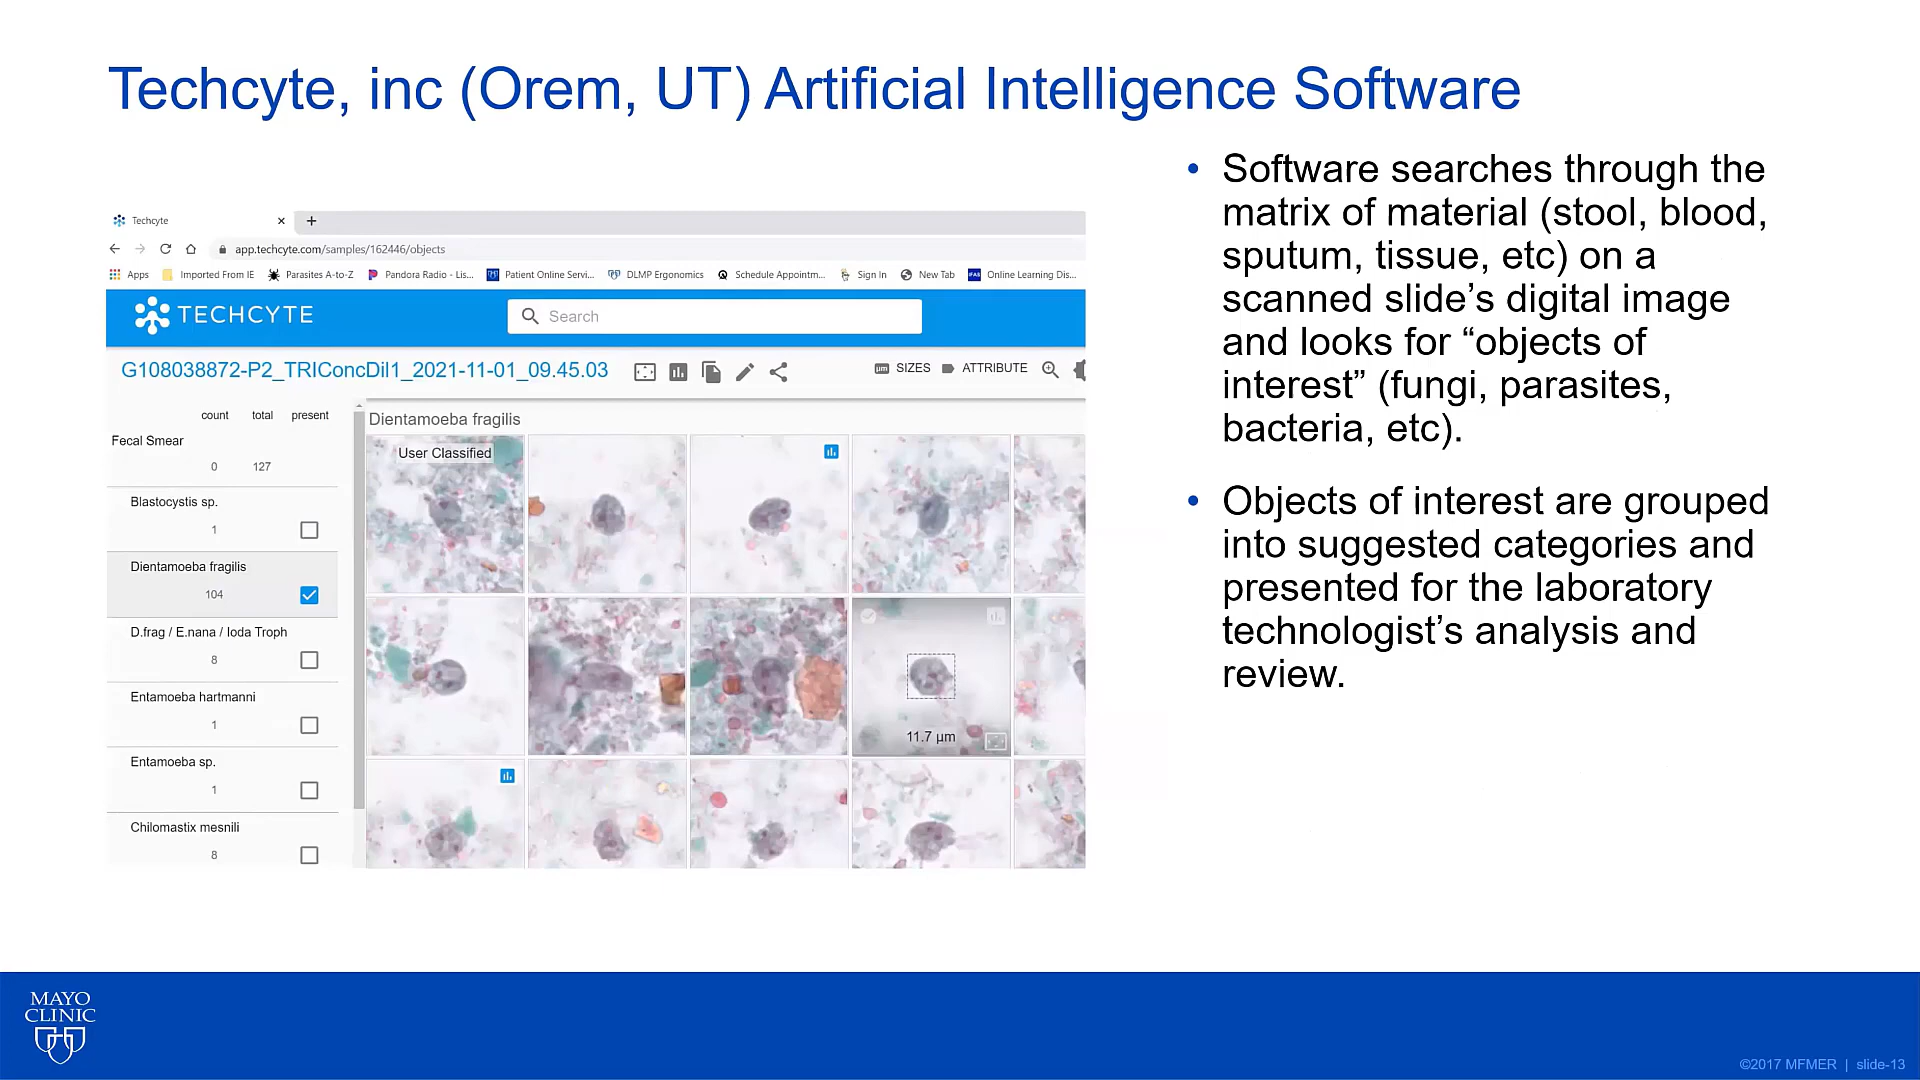 Techcyte, inc (Orem, UT) Artificial Intelligence Software
Techcyte
app.techcyte.com/samples/162446/objects
Apps Imported From IE Parasites A-to-Z Pandora Radio - Lis... Patient Online Servi... DLMP Ergonomics Schedule Appointm... Sign In New Tab Online Learning Dis...
TECHCYTE
Search
G108038872-P2_TRIConcDil1_2021-11-01_09.45.03
SIZES ATTRIBUTE
count total present
Fecal Smear
0 127
Blastocystis sp.
1
Dientamoeba fragilis
104
D.frag / E.nana / Ioda Troph
8
Entamoeba hartmanni
1
Entamoeba sp.
1
Chilomastix mesnili
8
Dientamoeba fragilis
User Classified
11.7 µm
• Software searches through the
matrix of material (stool, blood,
sputum, tissue, etc) on a
scanned slide’s digital image
and looks for “objects of
interest” (fungi, parasites,
bacteria, etc).
• Objects of interest are grouped
into suggested categories and
presented for the laboratory
technologist’s analysis and
review.
MAYO
CLINIC
©2017 MFMER | slide-13